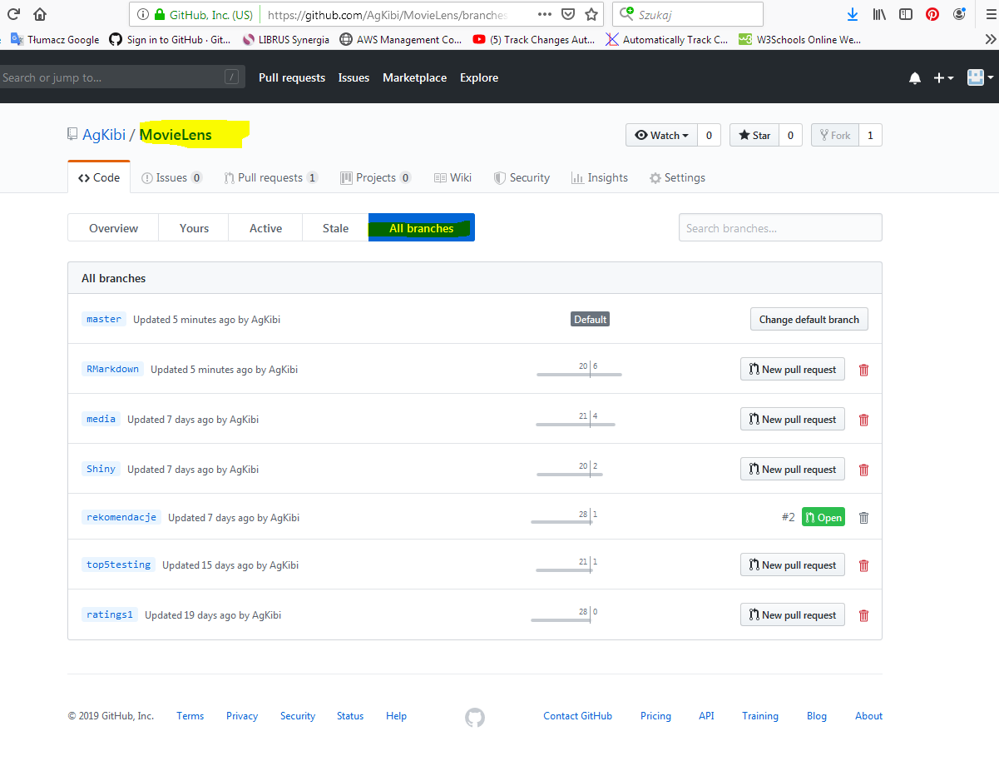 GitHub, Inc. (US) https://github.com/AgKibi/MovieLens/branches ••• Szukaj
Tłumacz Google Sign in to GitHub · Git... LIBRUS Synergia AWS Management Co... (5) Track Changes Aut... Automatically Track C... W3Schools Online We...
Search or jump to... / Pull requests Issues Marketplace Explore
AgKibi / MovieLens Watch 0 Star 0 Fork 1
Code Issues 0 Pull requests 1 Projects 0 Wiki Security Insights Settings
Overview Yours Active Stale All branches Search branches...
All branches
master Updated 5 minutes ago by AgKibi Default Change default branch
RMarkdown Updated 5 minutes ago by AgKibi 20 6 New pull request
media Updated 7 days ago by AgKibi 21 4 New pull request
Shiny Updated 7 days ago by AgKibi 20 2 New pull request
rekomendacje Updated 7 days ago by AgKibi 28 1 #2 Open
top5testing Updated 15 days ago by AgKibi 21 1 New pull request
ratings1 Updated 19 days ago by AgKibi 28 0 New pull request
© 2019 GitHub, Inc. Terms Privacy Security Status Help Contact GitHub Pricing API Training Blog About